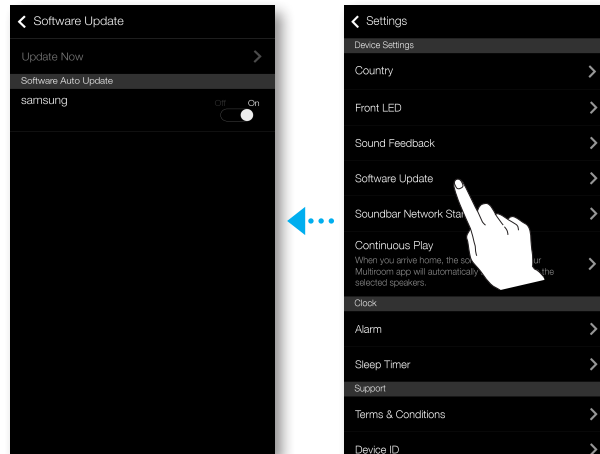 Software Update
Update Now
Software Auto Update
samsung
Off On
Settings
Device Settings
Country
Front LED
Sound Feedback
Software Update
Soundbar Network
Continuous Play
When you arrive home, the
Multiroom app will automatically the
selected speakers.
Clock
Alarm
Sleep Timer
Support
Terms & Conditions
Device ID